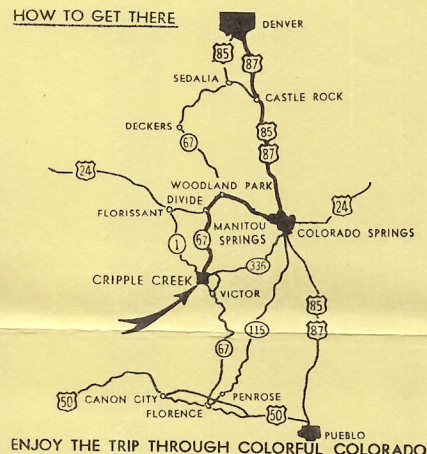 HOW TO GET THERE
DENVER
85
87
SEDALIA
CASTLE ROCK
DECKERS
67
85
87
24
WOODLAND PARK
DIVIDE
24
FLORISSANT
MANITOU SPRINGS
COLORADO SPRINGS
1
67
336
CRIPPLE CREEK
VICTOR
85
87
115
67
50
CANON CITY
PENROSE
FLORENCE
50
PUEBLO
ENJOY THE TRIP THROUGH COLORFUL COLORADO